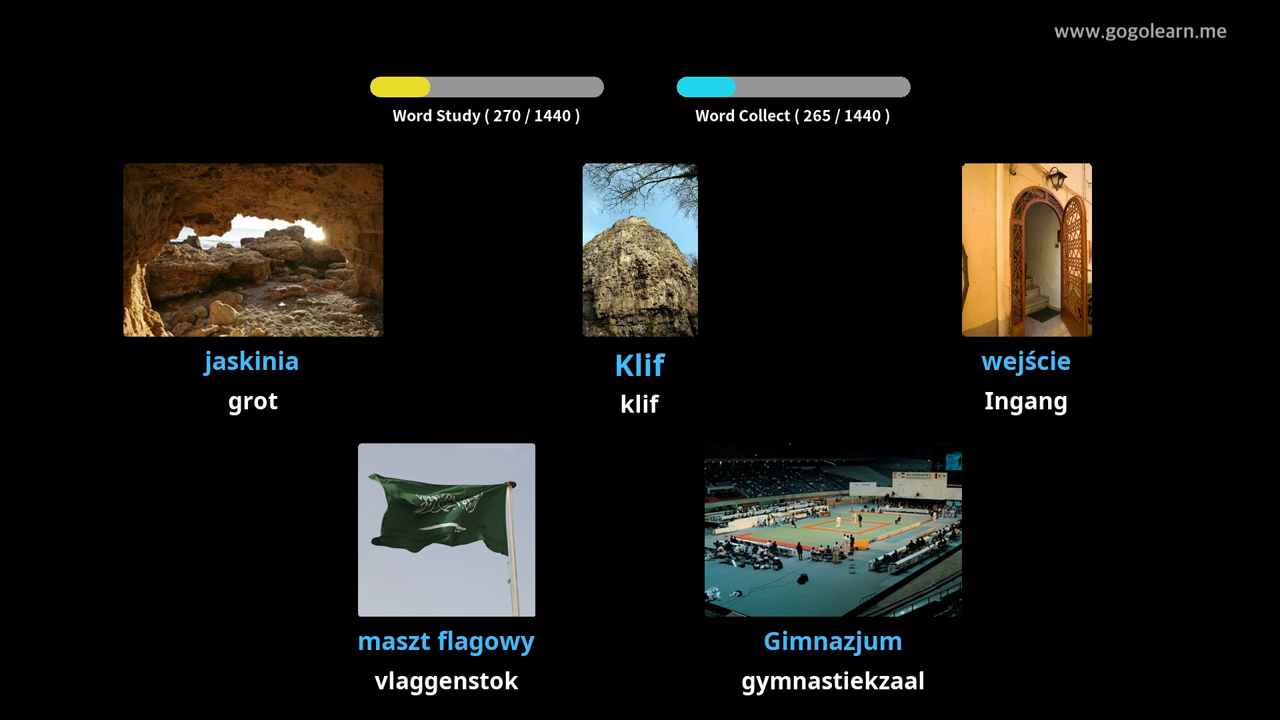 www.gogolearn.me
Word Study ( 270 / 1440 )
Word Collect ( 265 / 1440 )
jaskinia
grot
Klif
klif
wejście
Ingang
maszt flagowy
vlaggenstok
Gimnazjum
gymnastiekzaal